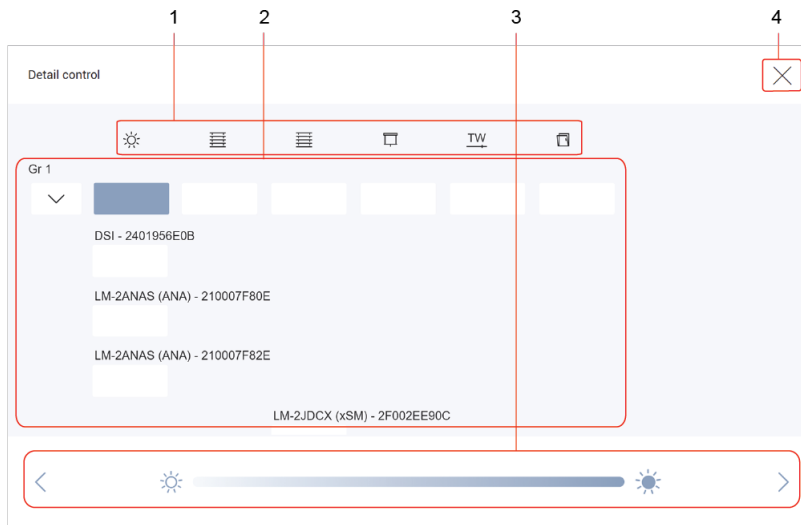 1 2 3 4
Detail control
TW
Gr 1
DSI - 2401956E0B
LM-2ANAS (ANA) - 210007F80E
LM-2ANAS (ANA) - 210007F82E
LM-2JDCX (xSM) - 2F002EE90C